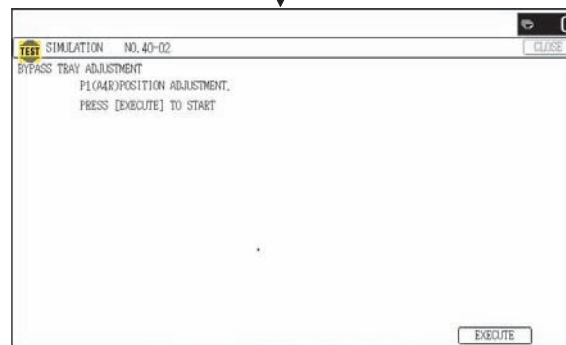 TEST SIMULATION NO. 40-02
CLOSE
BYPASS TRAY ADJUSTMENT
P1(A4R)POSITION ADJUSTMENT.
PRESS [EXECUTE] TO START
EXECUTE